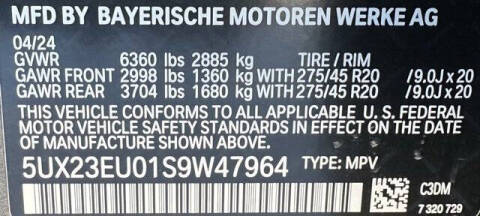 MFD BY BAYERISCHE MOTOREN WERKE AG
04/24
GVWR 6360 lbs 2885 kg TIRE / RIM
GAWR FRONT 2998 lbs 1360 kg WITH 275/45 R20 /9.0J x 20
GAWR REAR 3704 lbs 1680 kg WITH 275/45 R20 /9.0J x 20
THIS VEHICLE CONFORMS TO ALL APPLICABLE U. S. FEDERAL
MOTOR VEHICLE SAFETY STANDARDS IN EFFECT ON THE DATE
OF MANUFACTURE SHOWN ABOVE.
5UX23EU01S9W47964 TYPE: MPV
C3DM
7 320 729